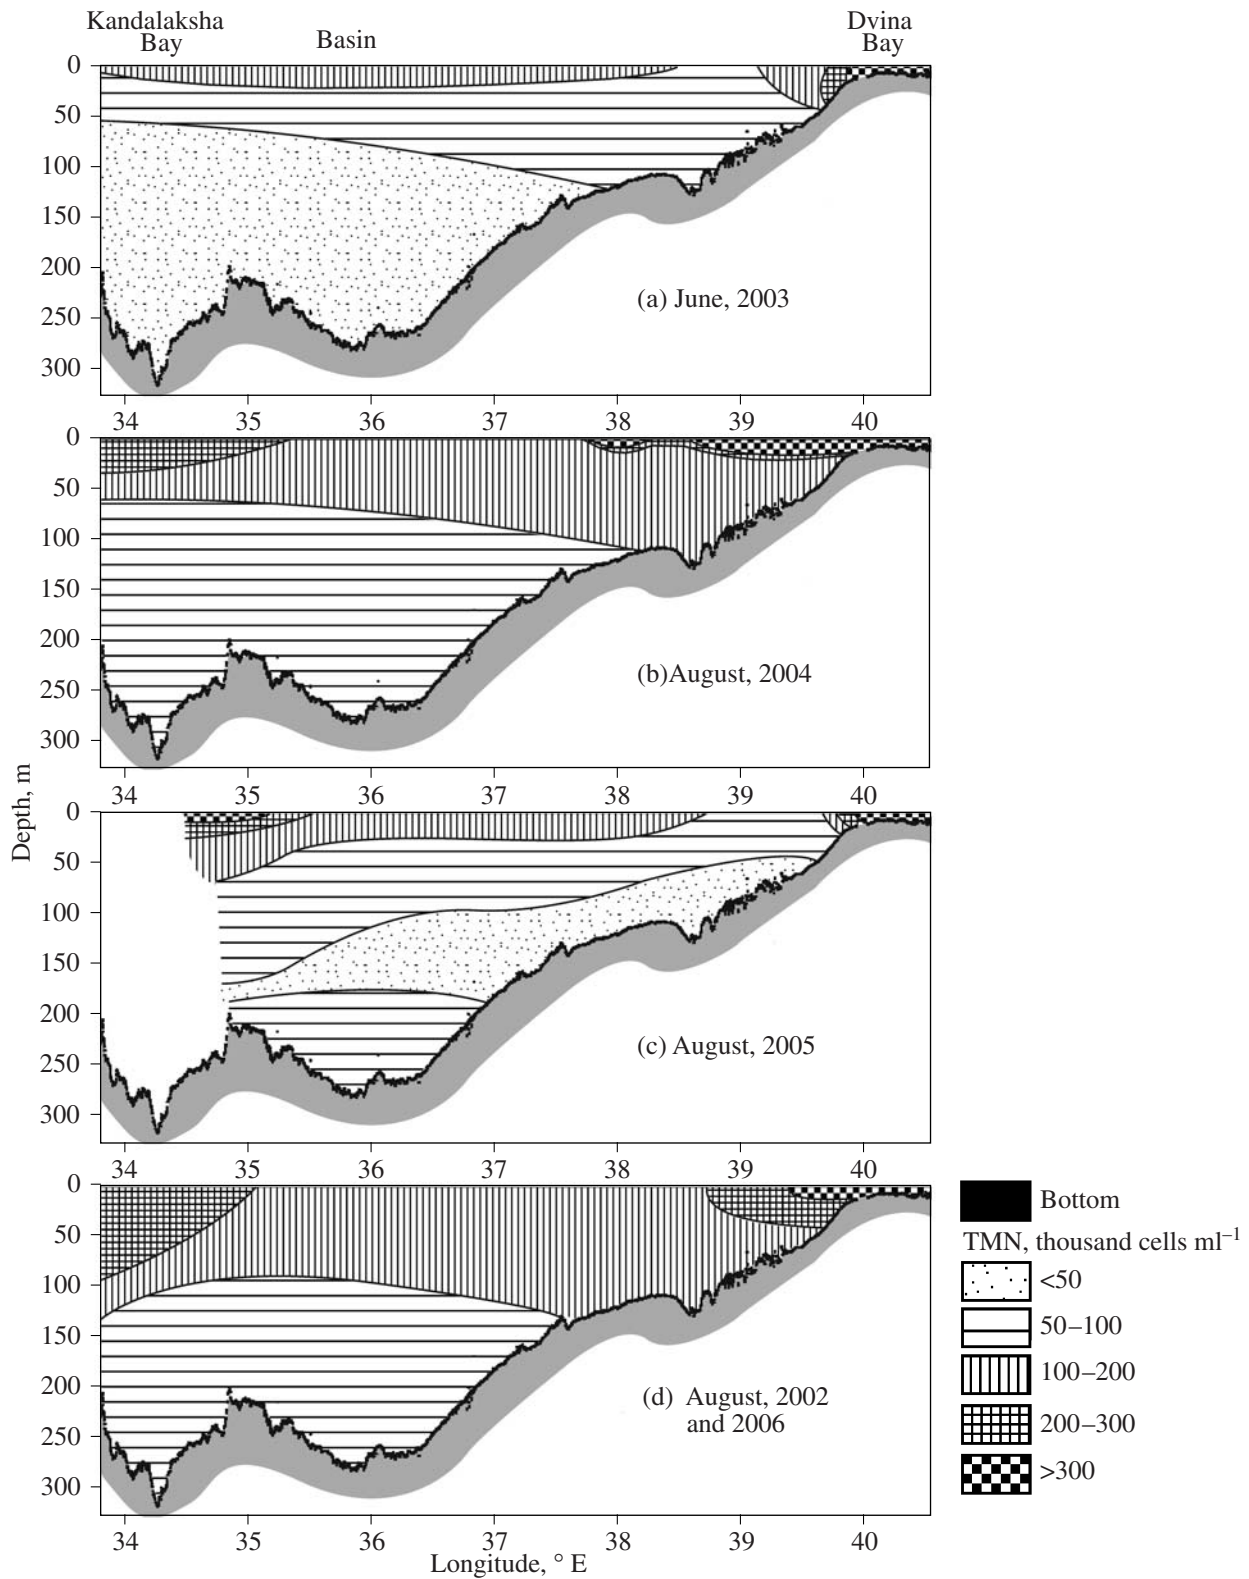 Kandalaksha
Bay
Basin
Dvina
Bay
0
50
100
150
200
250
300
(a) June, 2003
34 35 36 37 38 39 40
0
50
100
150
200
250
300
(b)August, 2004
34 35 36 37 38 39 40
Depth, m
0
50
100
150
200
250
300
(c) August, 2005
34 35 36 37 38 39 40
0
50
100
150
200
250
300
(d) August, 2002
and 2006
34 35 36 37 38 39 40
Longitude, ° E
Bottom
TMN, thousand cells ml⁻¹
<50
50–100
100–200
200–300
>300